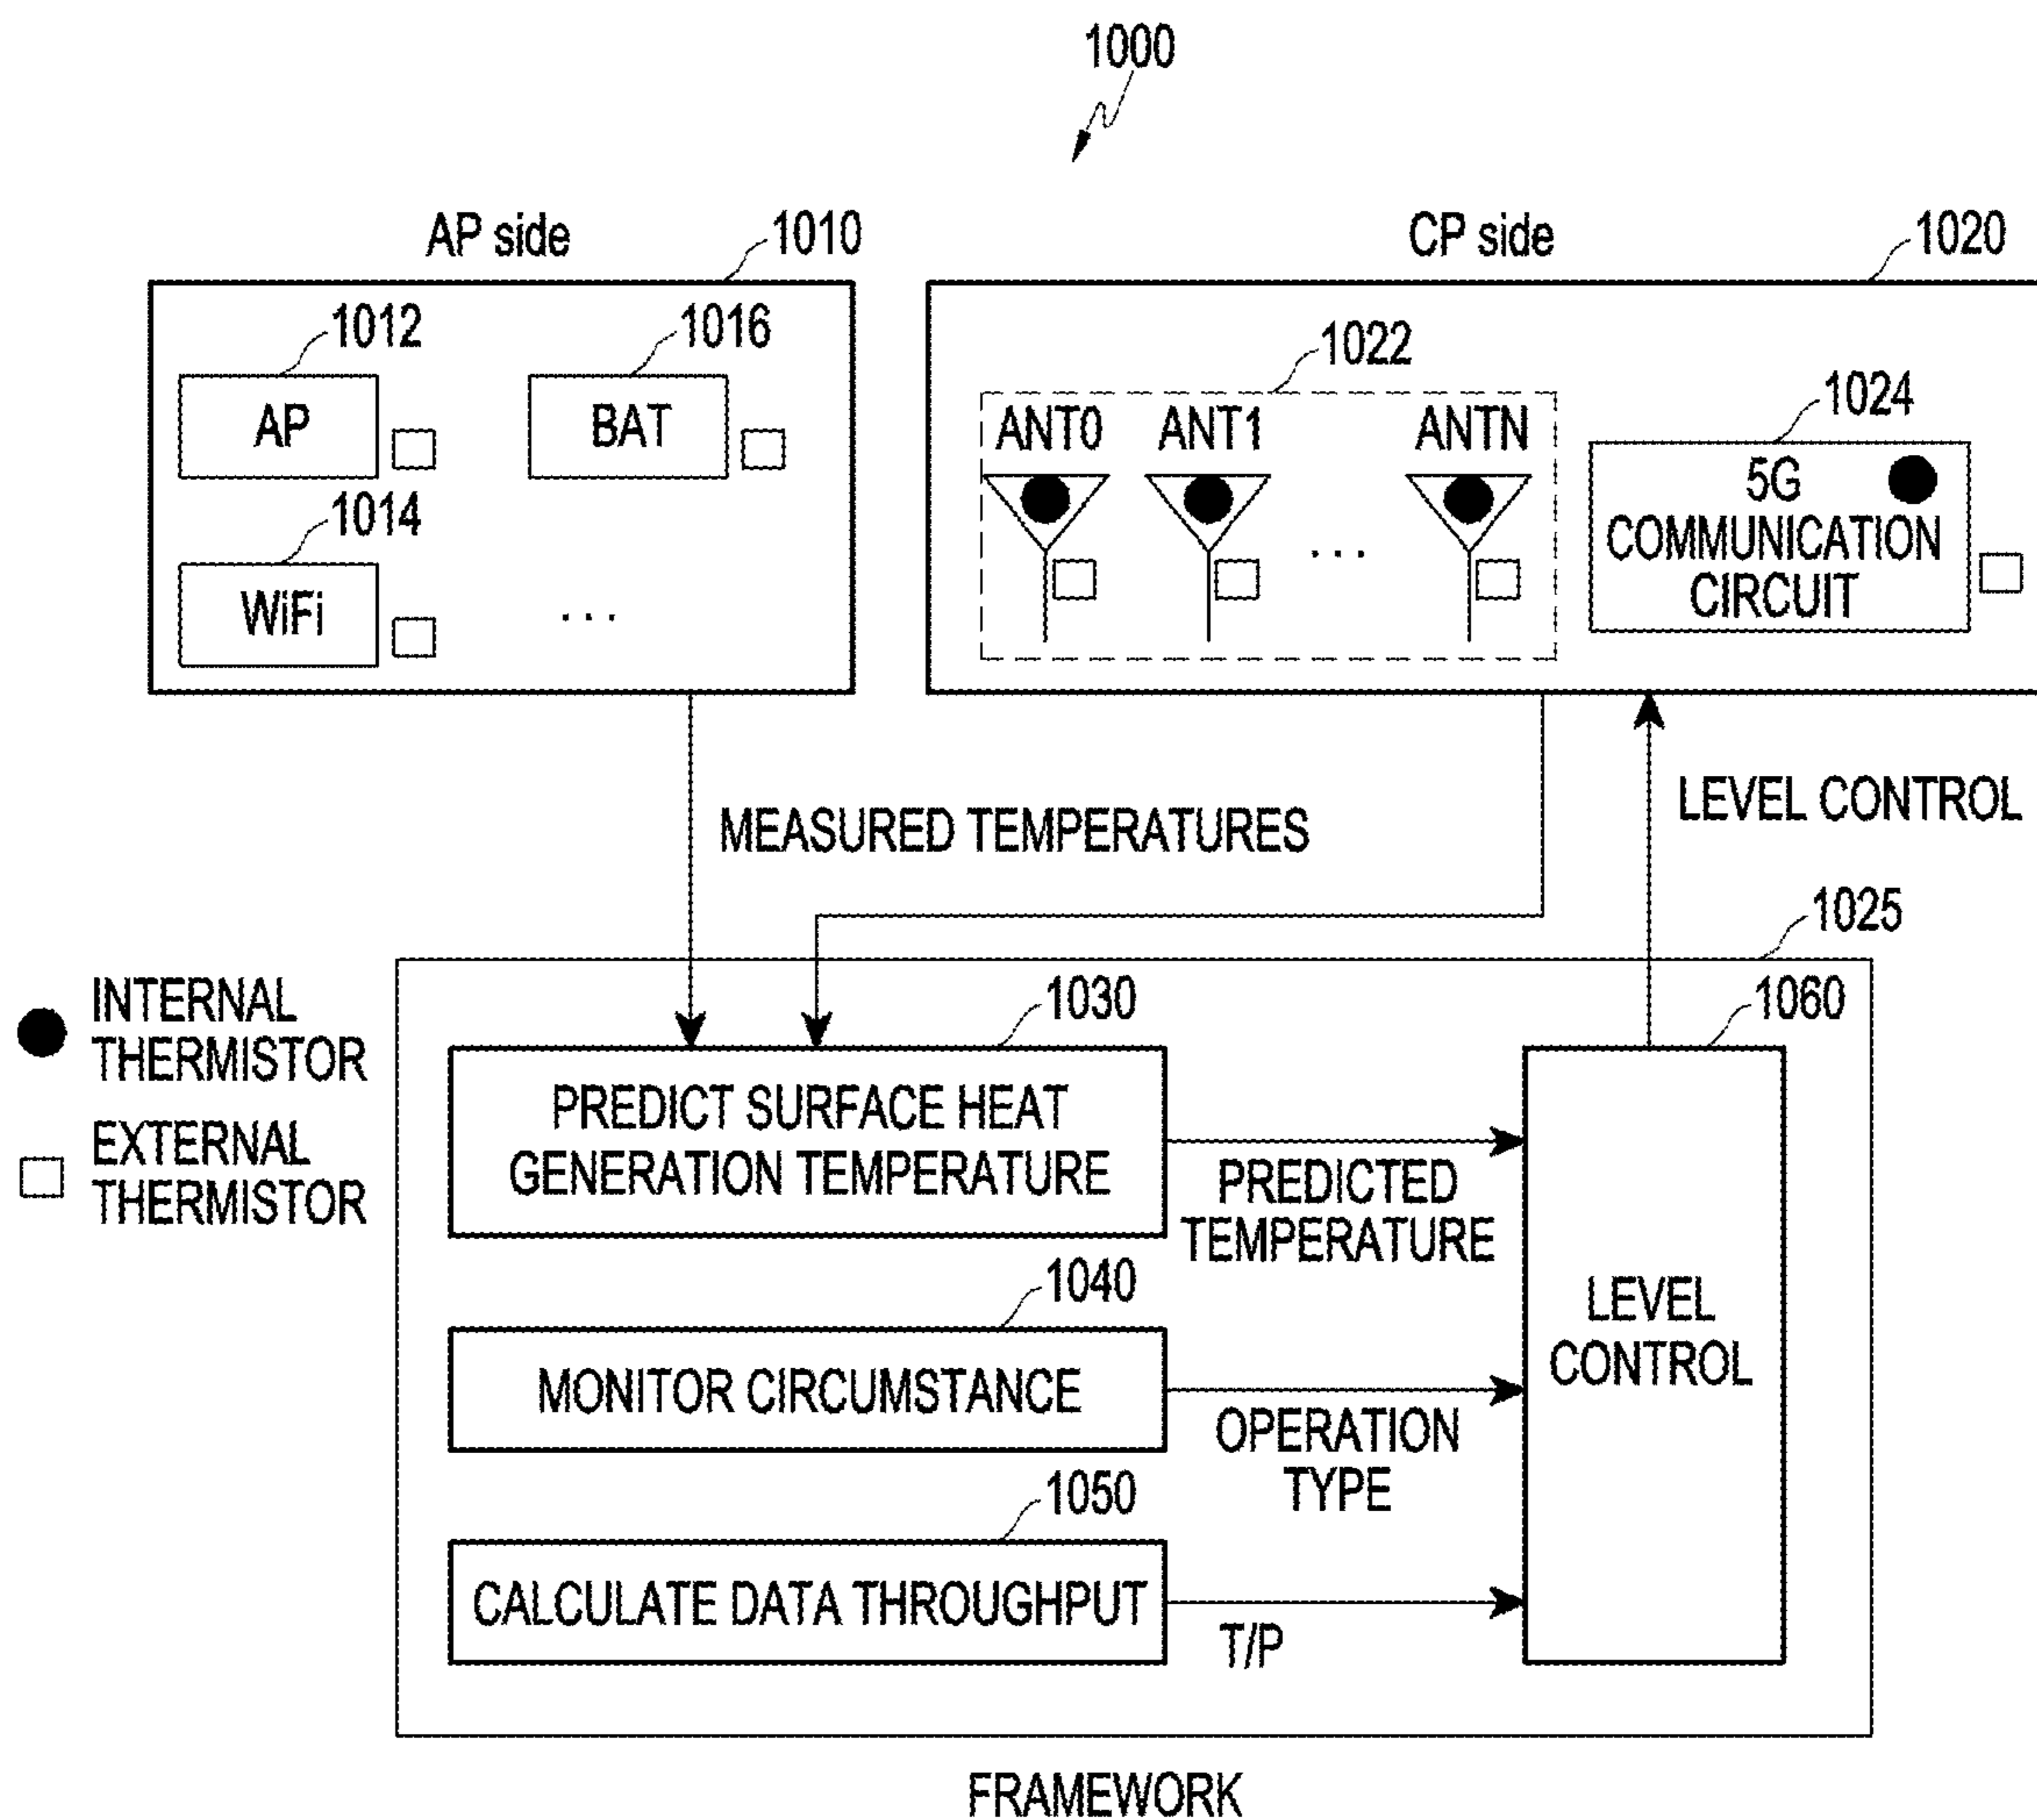 1000
AP side
1010
CP side
1020
1012
1016
1022
1024
AP
BAT
ANT0
ANT1
ANTN
5G
COMMUNICATION
CIRCUIT
1014
WiFi
...
...
MEASURED TEMPERATURES
LEVEL CONTROL
1025
INTERNAL
THERMISTOR
EXTERNAL
THERMISTOR
1030
1060
PREDICT SURFACE HEAT
GENERATION TEMPERATURE
PREDICTED
TEMPERATURE
1040
MONITOR CIRCUMSTANCE
OPERATION
TYPE
LEVEL
CONTROL
1050
CALCULATE DATA THROUGHPUT
T/P
FRAMEWORK